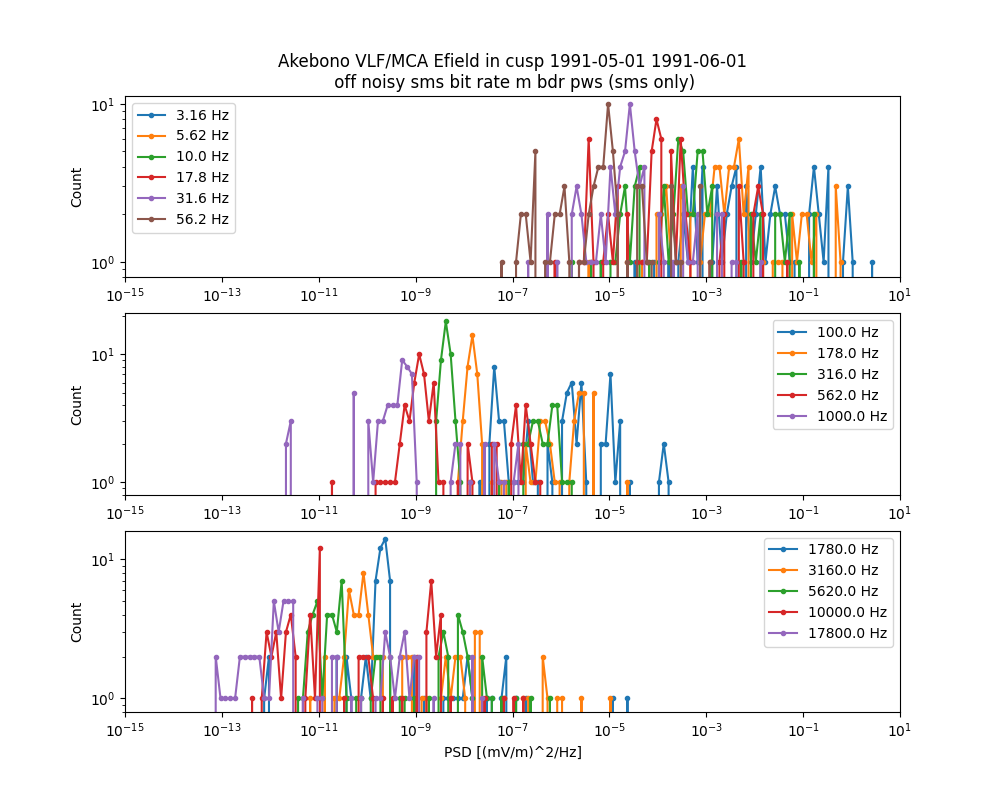 Akebono VLF/MCA Efield in cusp 1991-05-01 1991-06-01
off noisy sms bit rate m bdr pws (sms only)
Count
10^1
10^0
3.16 Hz
5.62 Hz
10.0 Hz
17.8 Hz
31.6 Hz
56.2 Hz
10^-15 10^-13 10^-11 10^-9 10^-7 10^-5 10^-3 10^-1 10^1
Count
10^1
10^0
100.0 Hz
178.0 Hz
316.0 Hz
562.0 Hz
1000.0 Hz
10^-15 10^-13 10^-11 10^-9 10^-7 10^-5 10^-3 10^-1 10^1
Count
10^1
10^0
1780.0 Hz
3160.0 Hz
5620.0 Hz
10000.0 Hz
17800.0 Hz
10^-15 10^-13 10^-11 10^-9 10^-7 10^-5 10^-3 10^-1 10^1
PSD [(mV/m)^2/Hz]